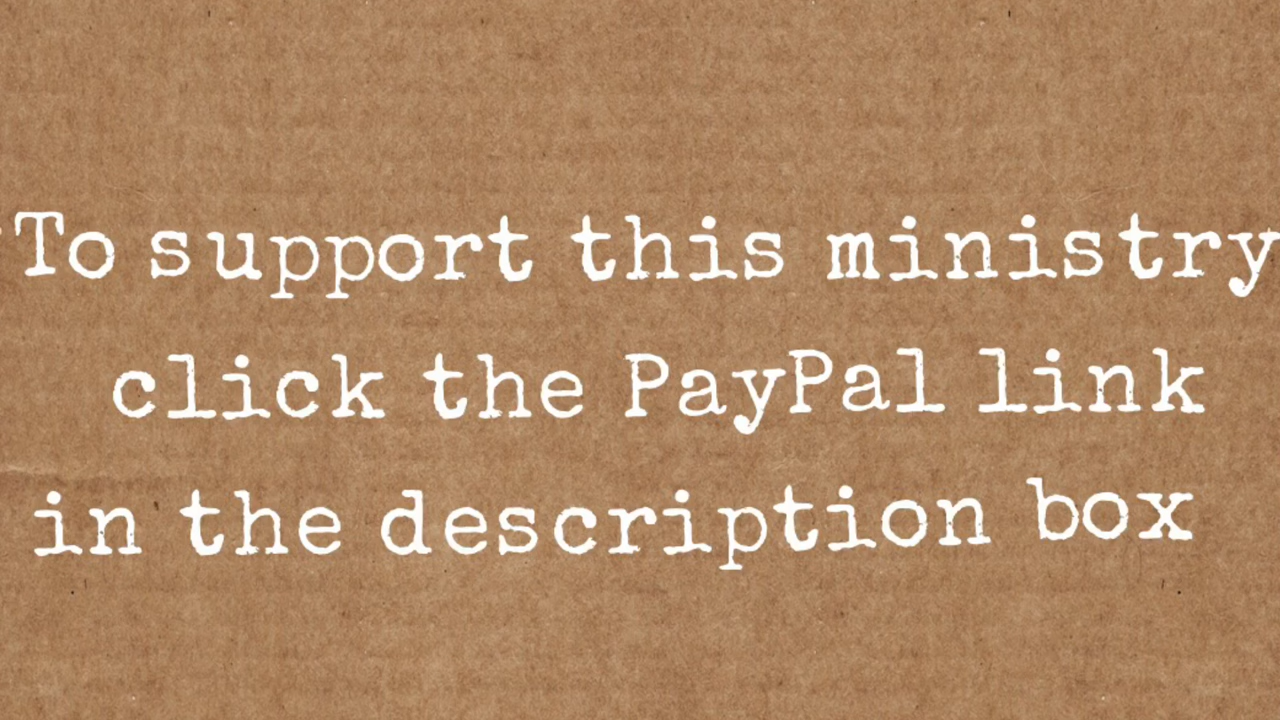 To support this ministry
click the PayPal link
in the description box